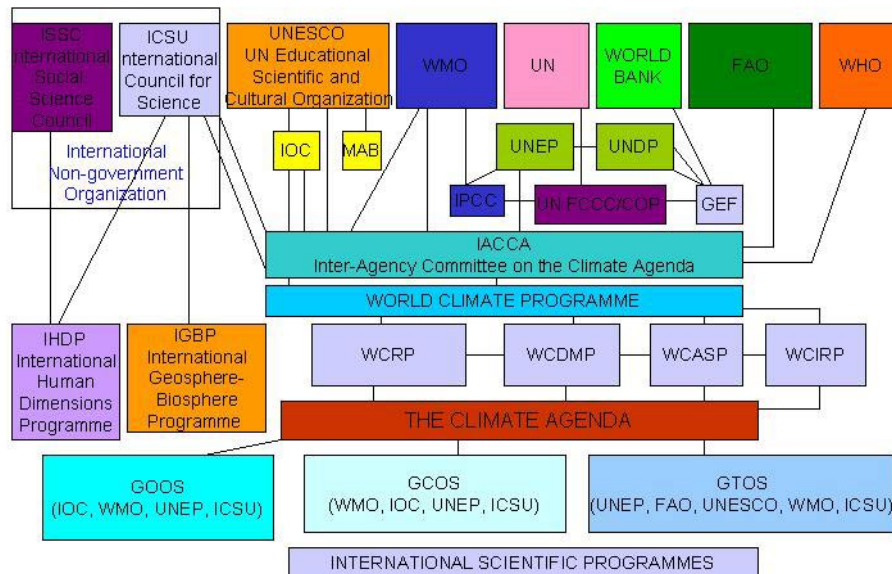 ISSC
nternational
Social
Science
Council
ICSU
nternational
Council for
Science
UNESCO
UN Educational
Scientific and
Cultural Organization
WMO
UN
WORLD
BANK
FAO
WHO
International
Non-government
Organization
IOC
MAB
UNEP
UNDP
IPCC
UN FCCC/COP
GEF
IACCA
Inter-Agency Committee on the Climate Agenda
WORLD CLIMATE PROGRAMME
IHDP
International
Human
Dimensions
Programme
IGBP
International
Geosphere-
Biosphere
Programme
WCRP
WCDMP
WCASP
WCIRP
THE CLIMATE AGENDA
GOOS
(IOC, WMO, UNEP, ICSU)
GCOS
(WMO, IOC, UNEP, ICSU)
GTOS
(UNEP, FAO, UNESCO, WMO, ICSU)
INTERNATIONAL SCIENTIFIC PROGRAMMES